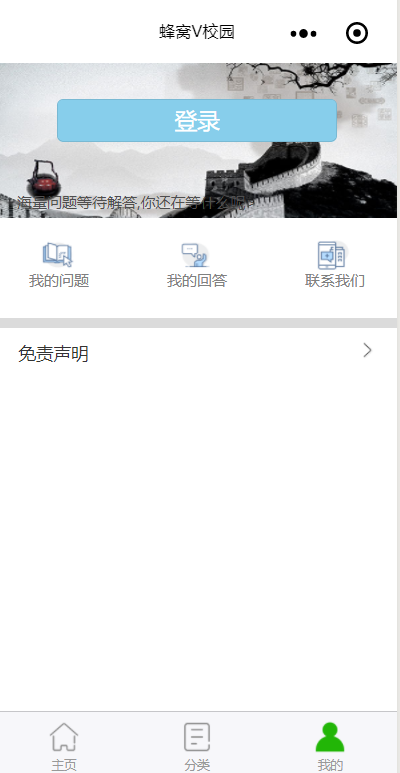 蜂窝V校园
登录
海量问题等待解答,你还在等什么呢?
我的问题
我的回答
联系我们
免责声明
主页
分类
我的